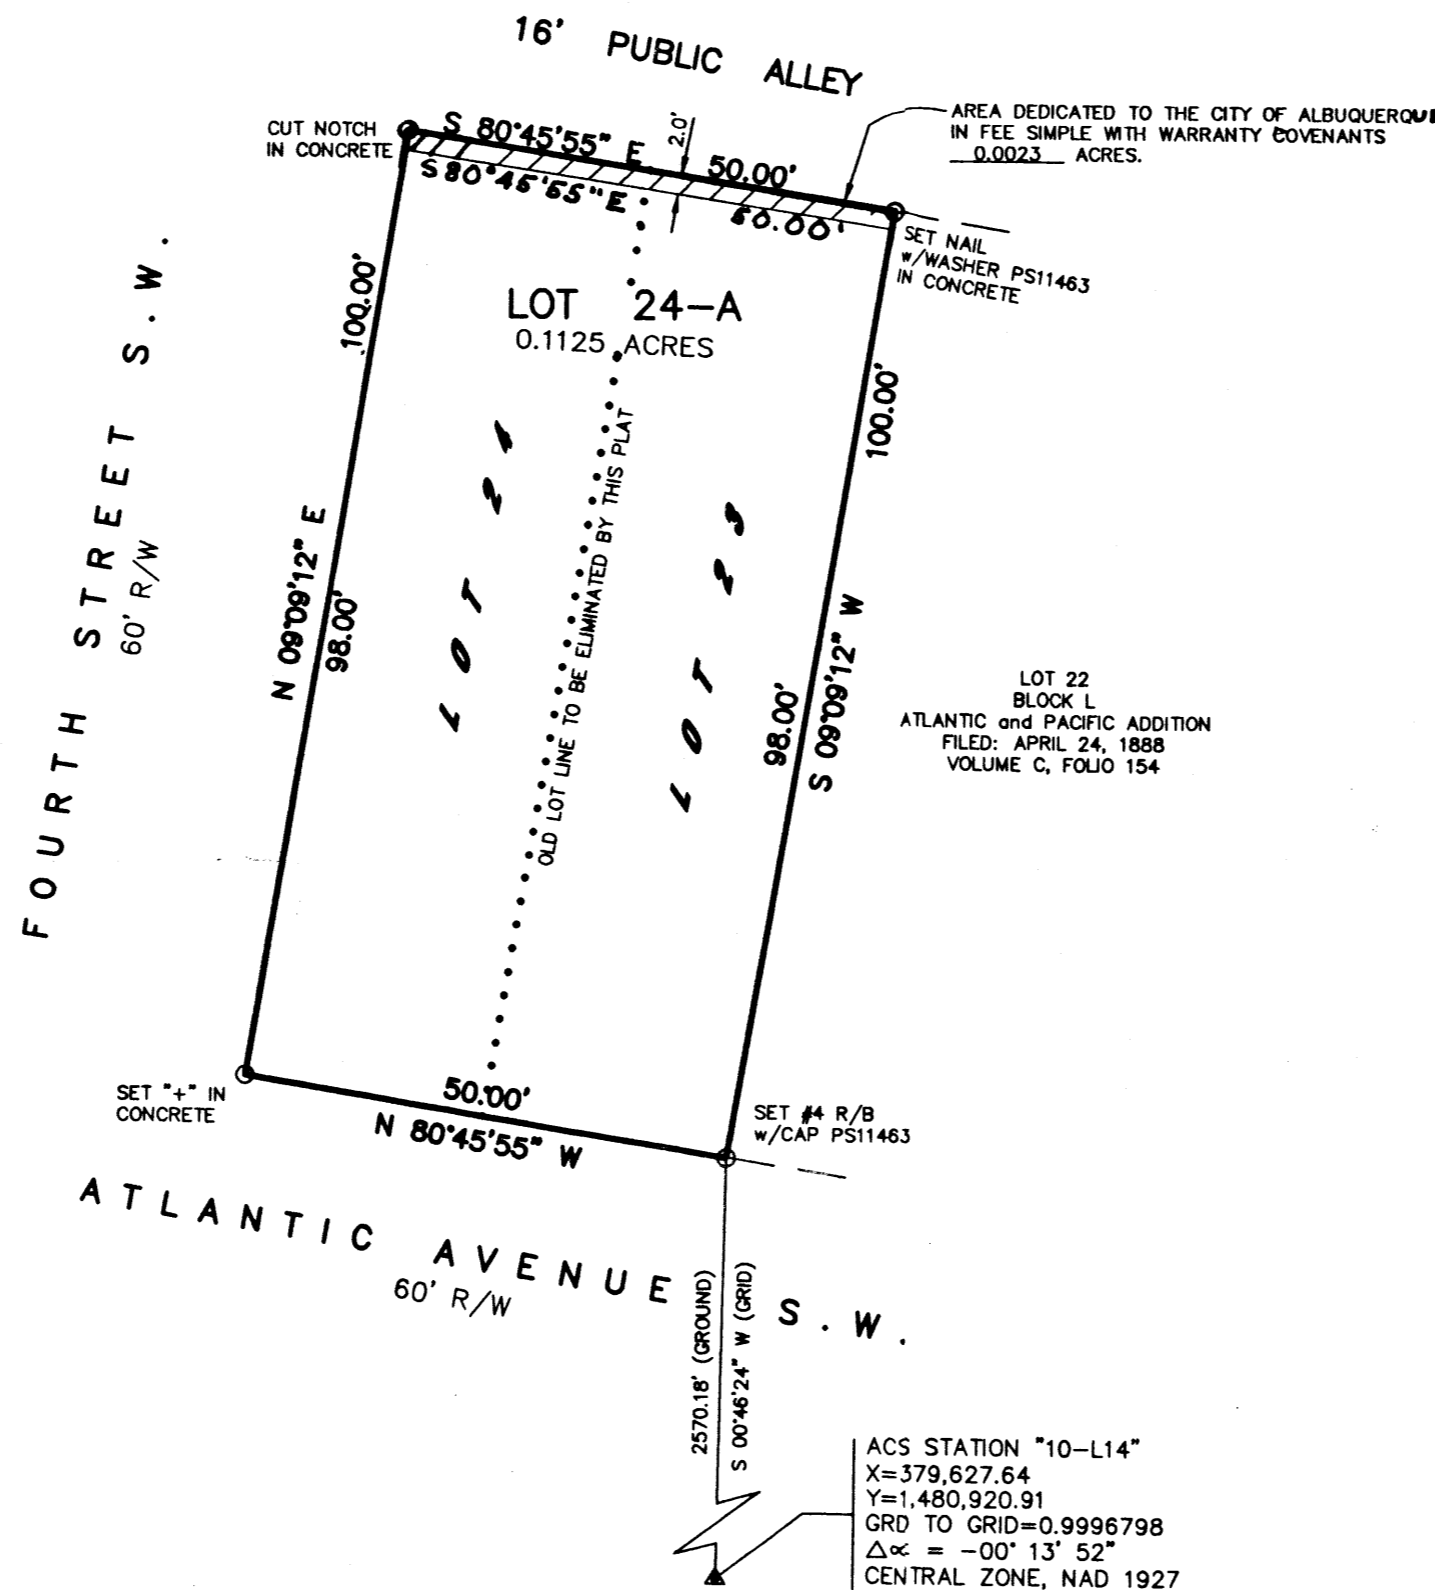 16' PUBLIC ALLEY
AREA DEDICATED TO THE CITY OF ALBUQUERQUE
IN FEE SIMPLE WITH WARRANTY COVENANTS
0.0023 ACRES.
CUT NOTCH
IN CONCRETE
S 80°45'55" E
2.0'
50.00'
S 80°45'55" E
50.00'
SET NAIL
w/WASHER PS11463
IN CONCRETE
100.00'
LOT 24-A
0.1125 ACRES
100.00'
FOURTH STREET S.W.
60' R/W
N 09°09'12" E
98.00'
LOT 24
OLD LOT LINE TO BE ELIMINATED BY THIS PLAT
LOT 23
98.00'
S 09°09'12" W
LOT 22
BLOCK L
ATLANTIC and PACIFIC ADDITION
FILED: APRIL 24, 1888
VOLUME C, FOLIO 154
SET "+" IN
CONCRETE
50.00'
N 80°45'55" W
SET #4 R/B
w/CAP PS11463
ATLANTIC AVENUE S.W.
60' R/W
2570.18' (GROUND)
S 00°46'24" W (GRID)
ACS STATION "10-L14"
X=379,627.64
Y=1,480,920.91
GRD TO GRID=0.9996798
△∝ = -00° 13' 52"
CENTRAL ZONE, NAD 1927